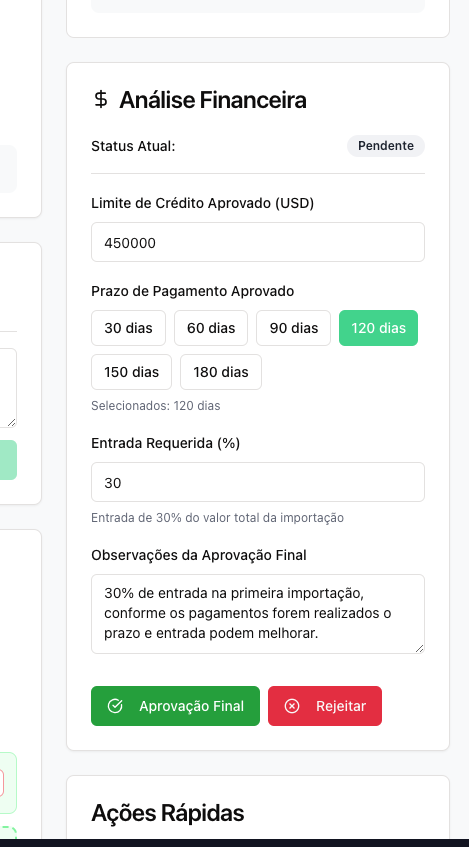 Análise Financeira
Status Atual:
Pendente
Limite de Crédito Aprovado (USD)
450000
Prazo de Pagamento Aprovado
30 dias
60 dias
90 dias
120 dias
150 dias
180 dias
Selecionados: 120 dias
Entrada Requerida (%)
30
Entrada de 30% do valor total da importação
Observações da Aprovação Final
30% de entrada na primeira importação,
conforme os pagamentos forem realizados o
prazo e entrada podem melhorar.
Aprovação Final
Rejeitar
Ações Rápidas